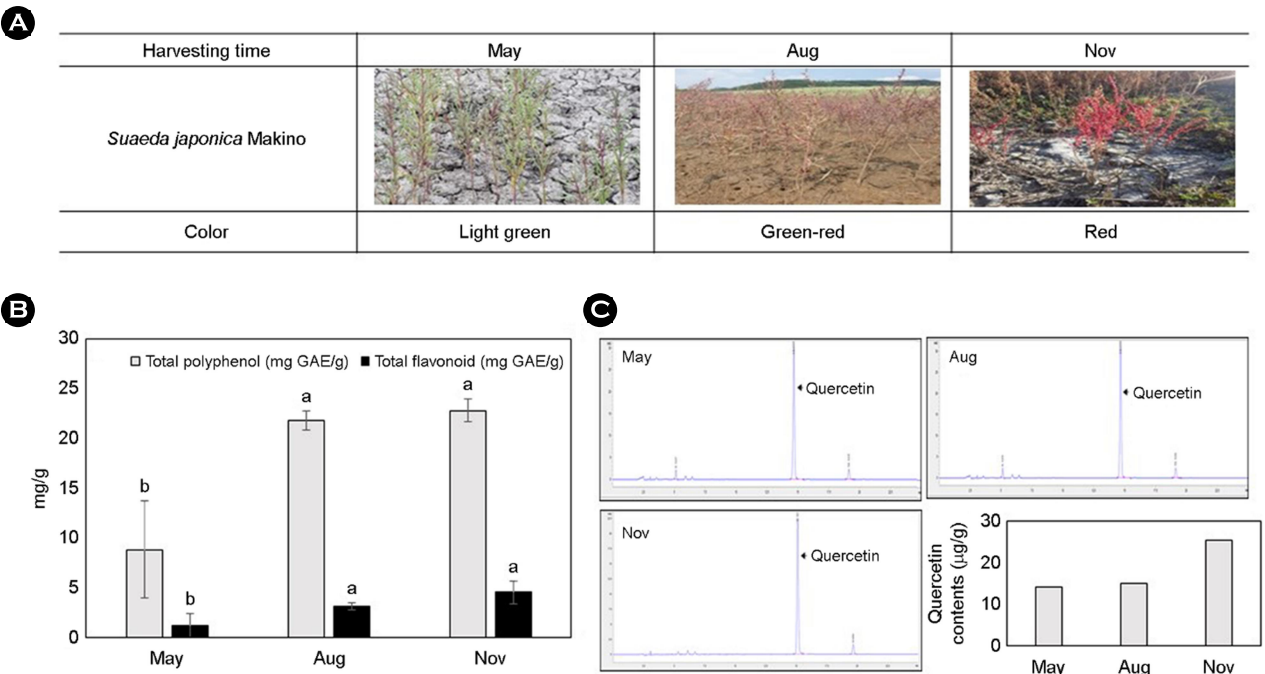 A
Harvesting time May Aug Nov
Suaeda japonica Makino
Color Light green Green-red Red
B
30
25
20
15
10
5
0
mg/g
Total polyphenol (mg GAE/g) Total flavonoid (mg GAE/g)
b b a a a a
May Aug Nov
C
May
Quercetin
Aug
Quercetin
Nov
Quercetin
Quercetin
contents (µg/g)
30
20
10
0
May Aug Nov